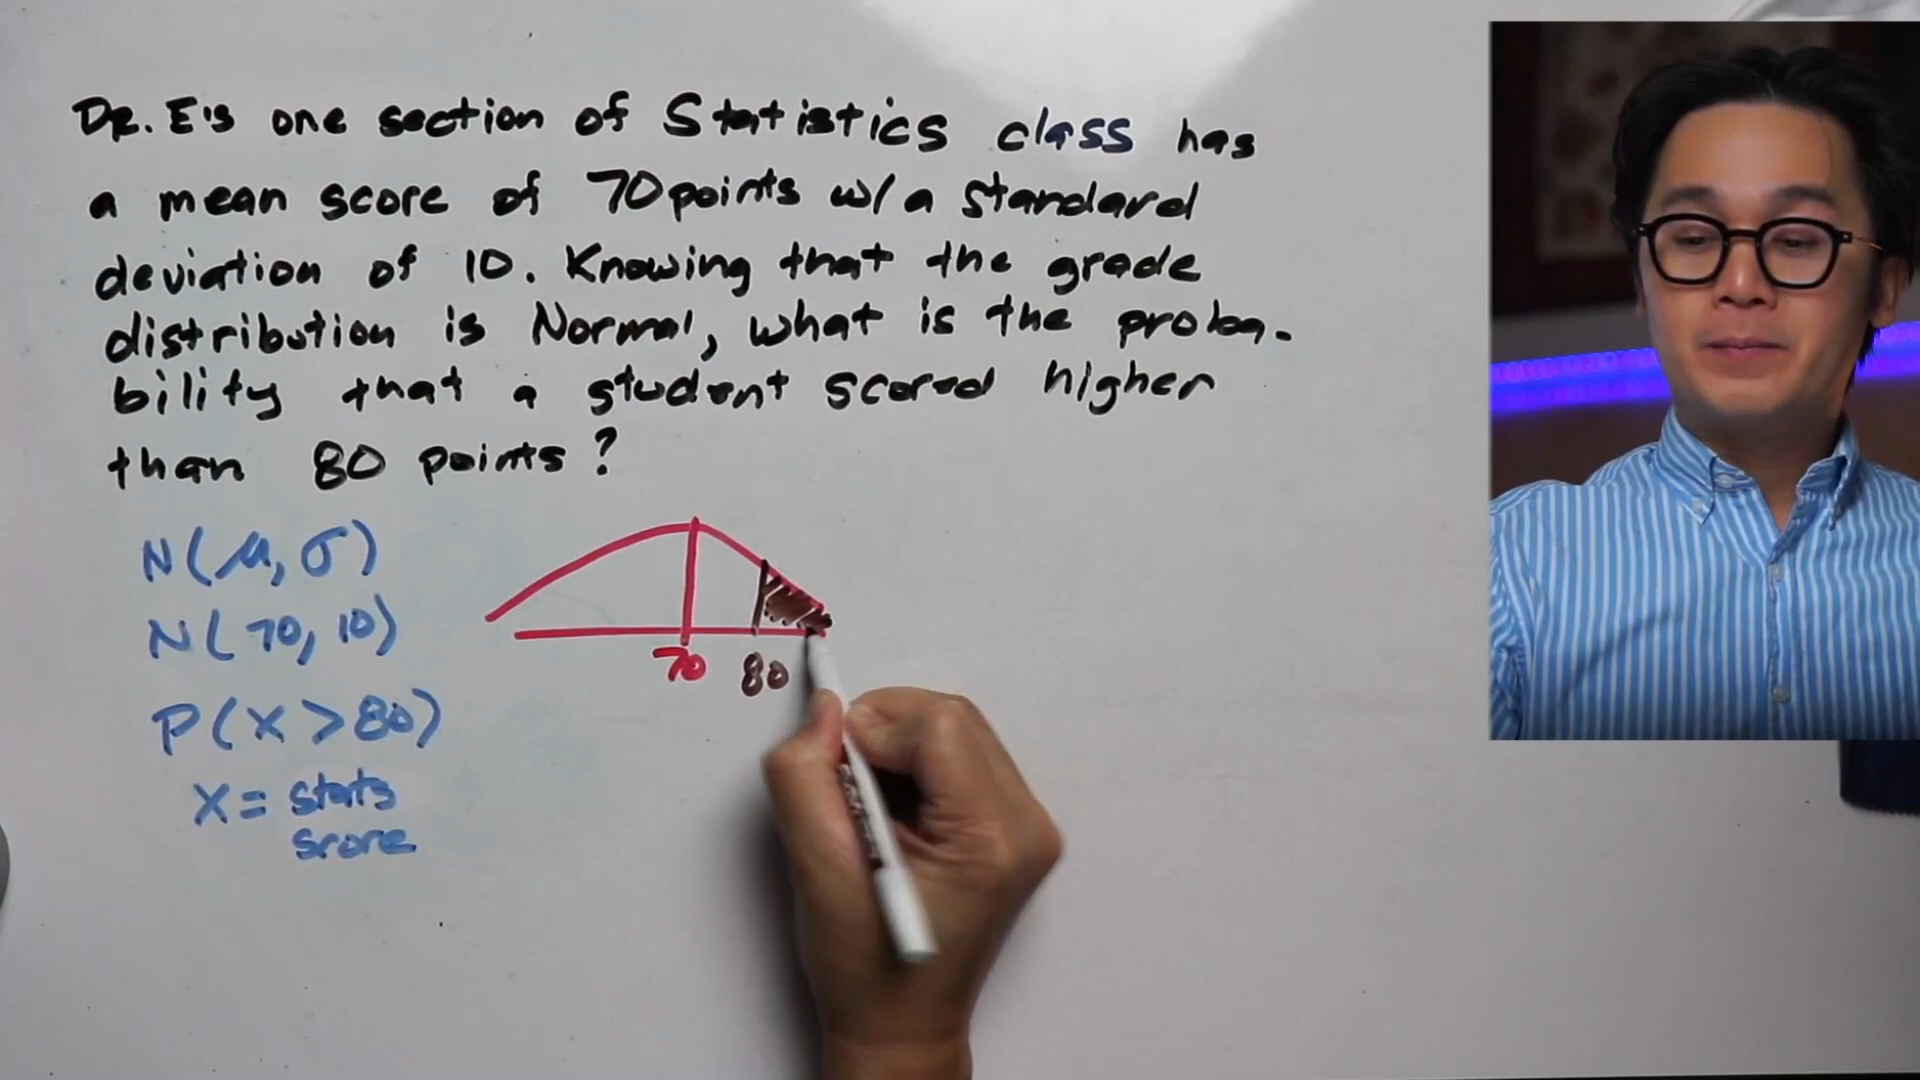 DR. E's one section of Statistics class has
a mean score of 70 points w/ a standard
deviation of 10. Knowing that the grade
distribution is Normal, what is the proba-
bility that a student scored higher
than 80 points?
N(μ, σ)
N(70, 10)
P(X > 80)
X = stats
score
70
80